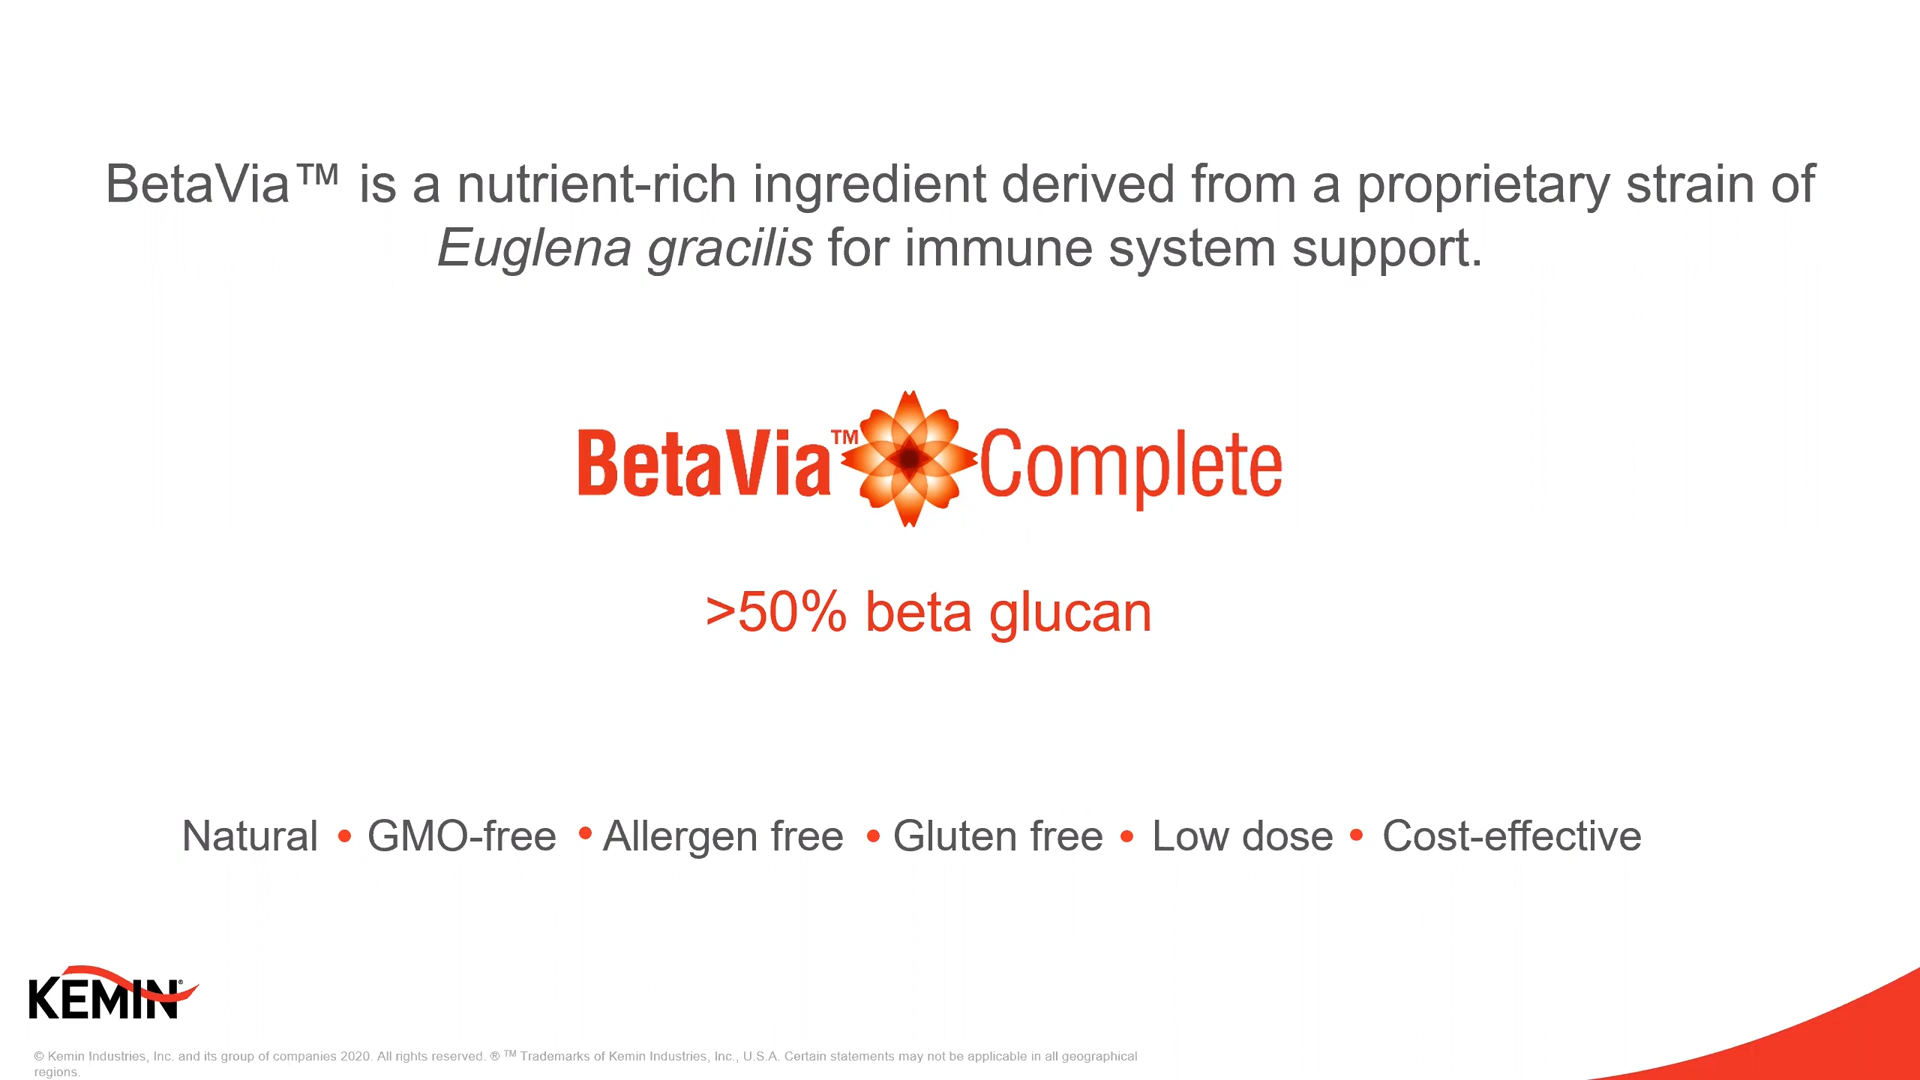 BetaVia™ is a nutrient-rich ingredient derived from a proprietary strain of
Euglena gracilis for immune system support.
BetaVia™ Complete
>50% beta glucan
Natural • GMO-free • Allergen free • Gluten free • Low dose • Cost-effective
KEMIN®
© Kemin Industries, Inc. and its group of companies 2020. All rights reserved. ® ™ Trademarks of Kemin Industries, Inc., U.S.A. Certain statements may not be applicable in all geographical
regions.